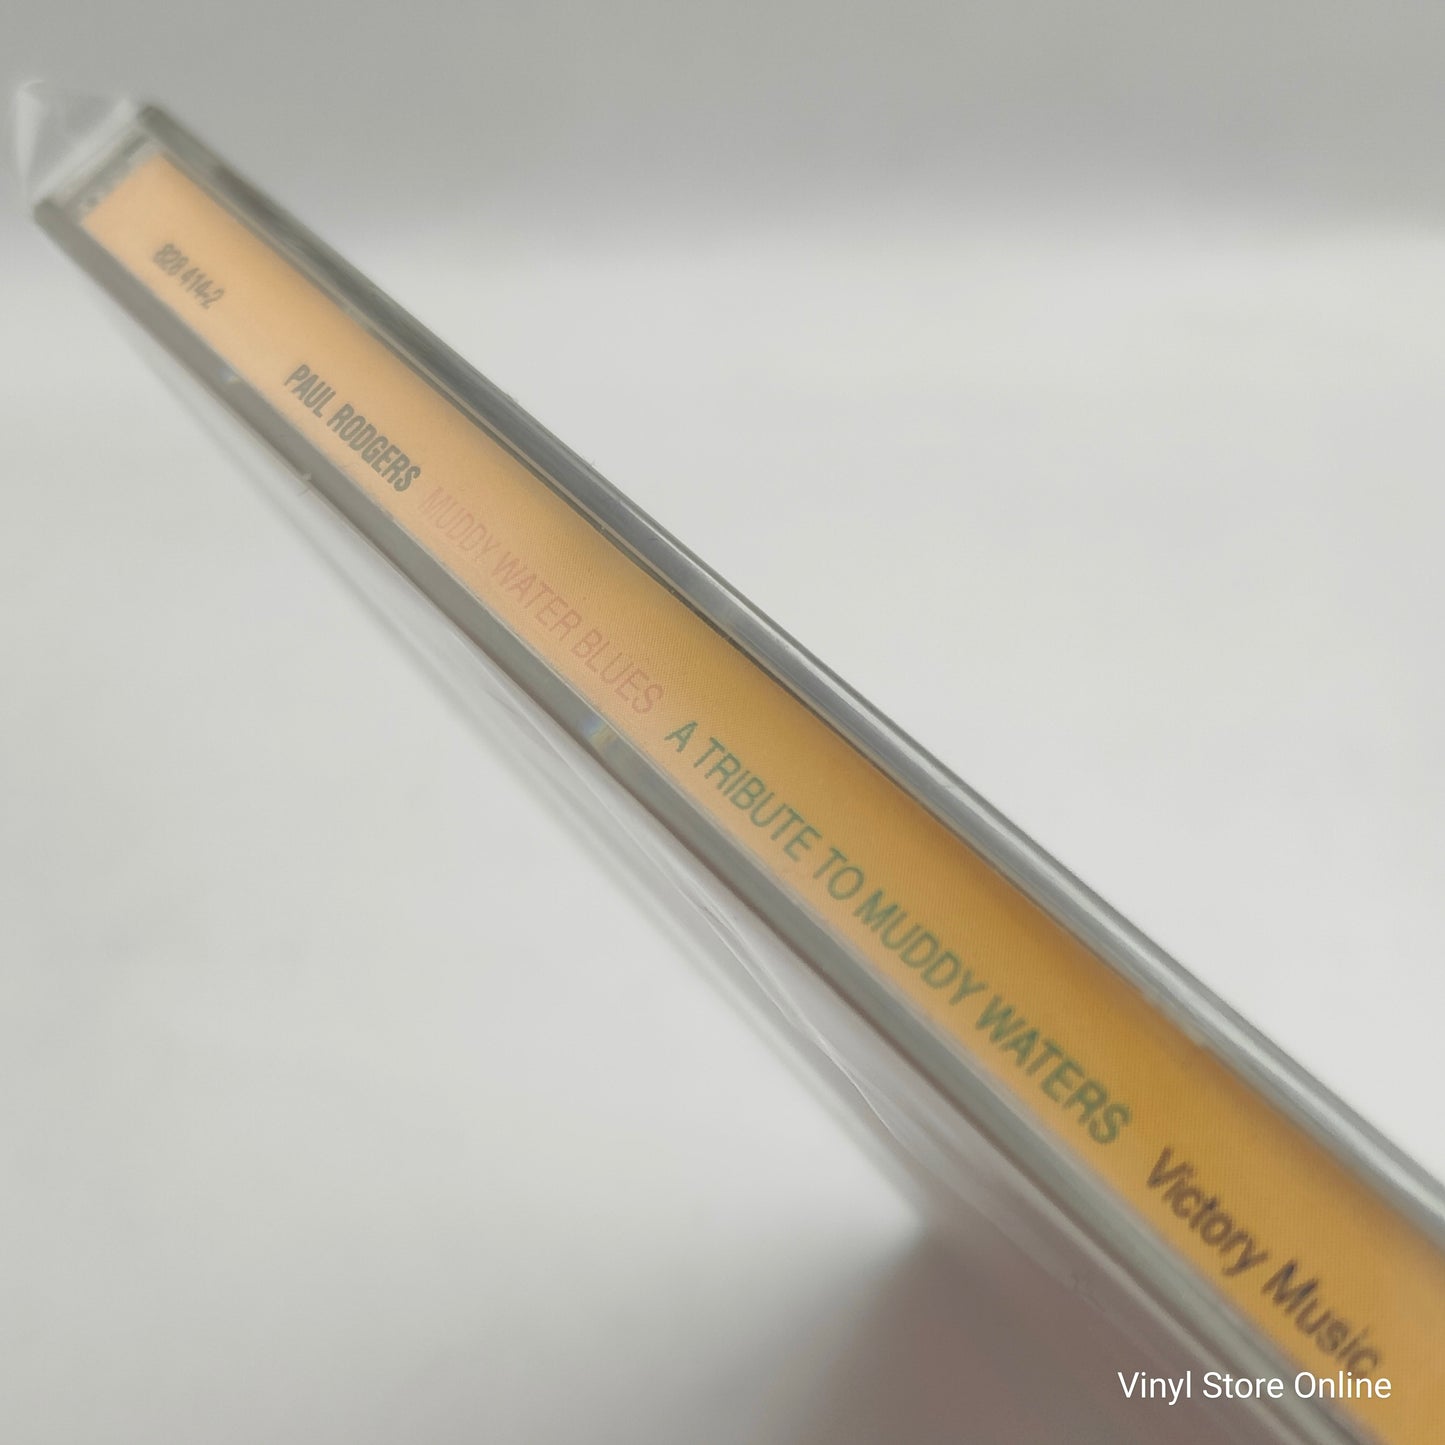 828 414-2 PAUL RODGERS MUDDY WATER BLUES A TRIBUTE TO MUDDY WATERS Victory Music
Vinyl Store Online